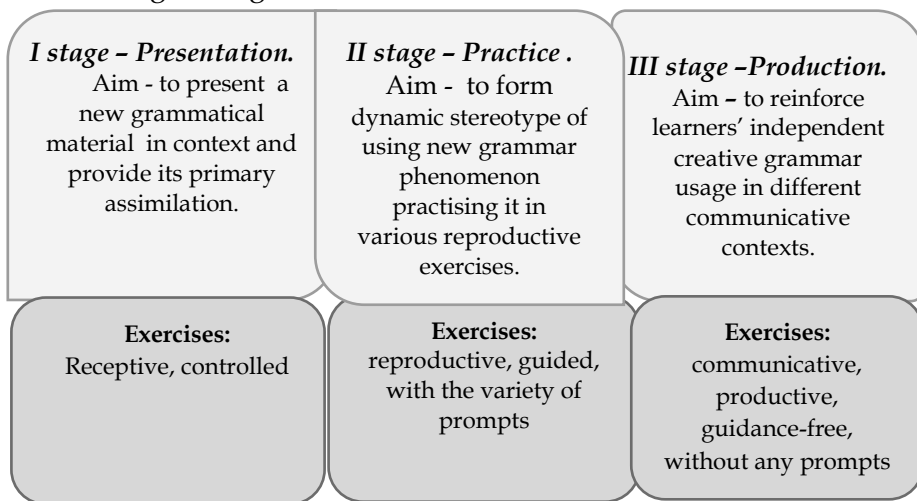 I stage – Presentation.
Aim - to present a
new grammatical
material in context and
provide its primary
assimilation.
II stage – Practice .
Aim - to form
dynamic stereotype of
using new grammar
phenomenon
practising it in
various reproductive
exercises.
III stage –Production.
Aim – to reinforce
learners’ independent
creative grammar
usage in different
communicative
contexts.
Exercises:
Receptive, controlled
Exercises:
reproductive, guided,
with the variety of
prompts
Exercises:
communicative,
productive,
guidance-free,
without any prompts